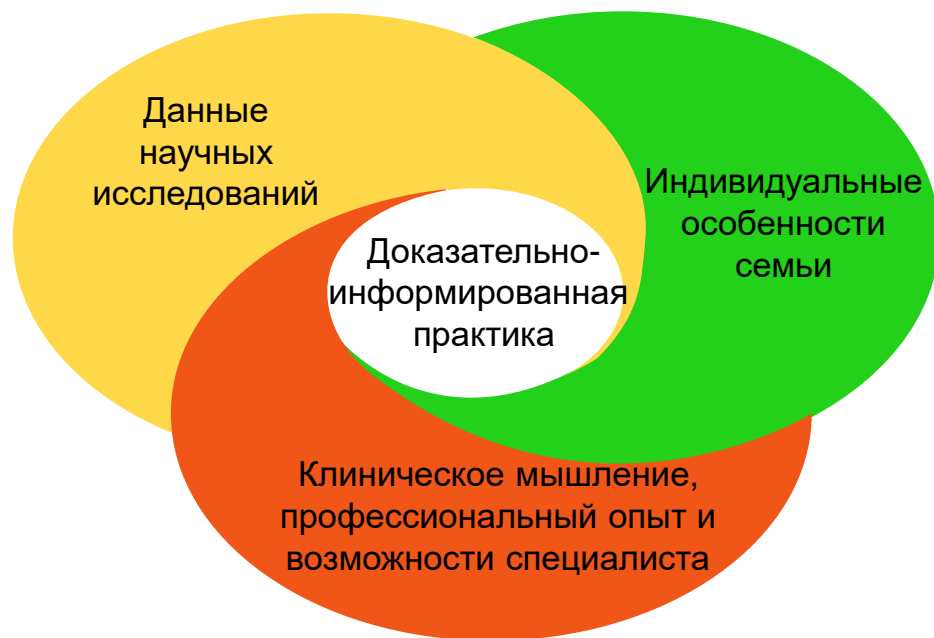 Данные
научных
исследований
Индивидуальные
особенности
семьи
Доказательно-
информированная
практика
Клиническое мышление,
профессиональный опыт и
возможности специалиста